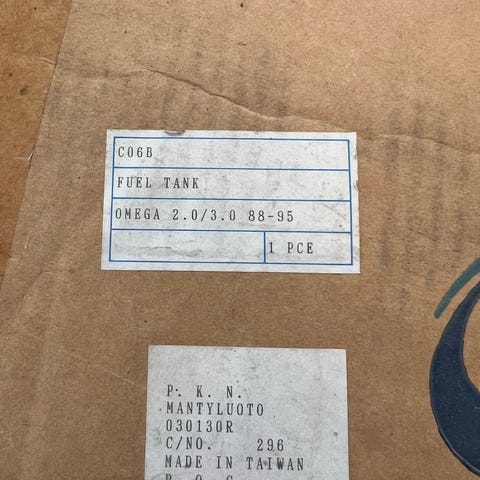 C06B
FUEL TANK
OMEGA 2.0/3.0 88-95
1 PCE
P. K. N.
MANTYLUOTO
030130R
C/NO. 296
MADE IN TAIWAN
R O C